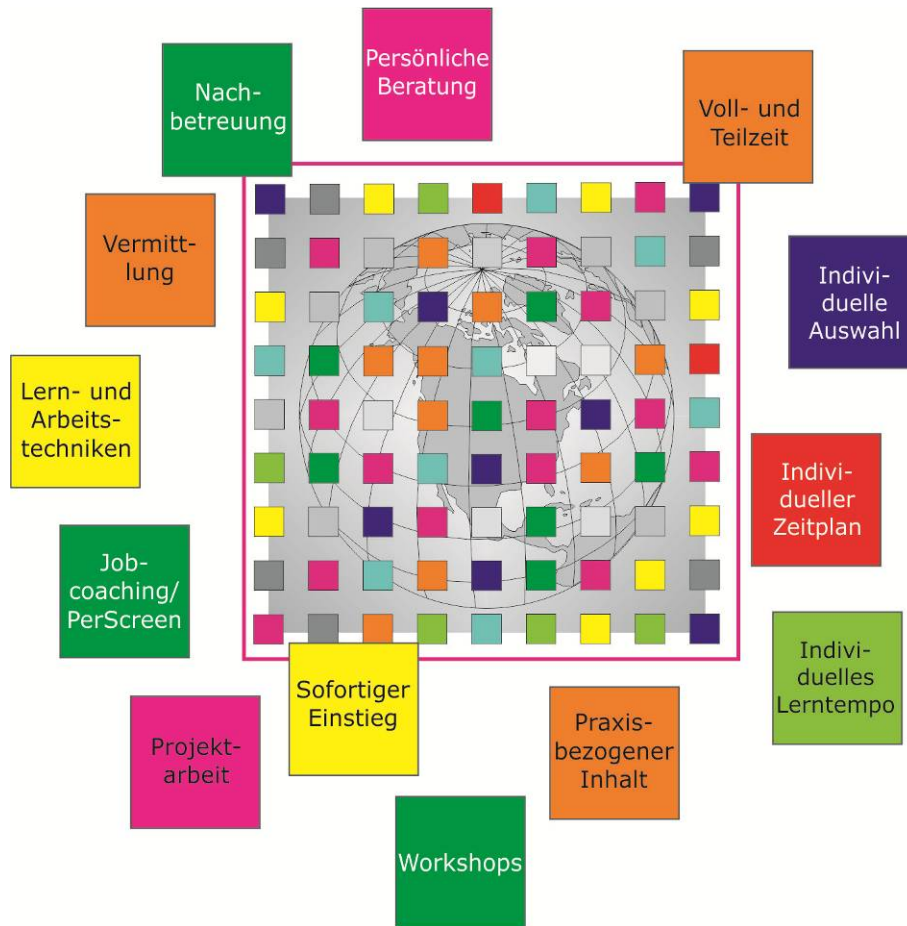 Persönliche
Beratung
Nach-
betreuung
Voll- und
Teilzeit
Vermitt-
lung
Indivi-
duelle
Auswahl
Lern- und
Arbeits-
techniken
Indivi-
dueller
Zeitplan
Job-
coaching/
PerScreen
Indivi-
duelles
Lerntempo
Sofortiger
Einstieg
Projekt-
arbeit
Praxis-
bezogener
Inhalt
Workshops